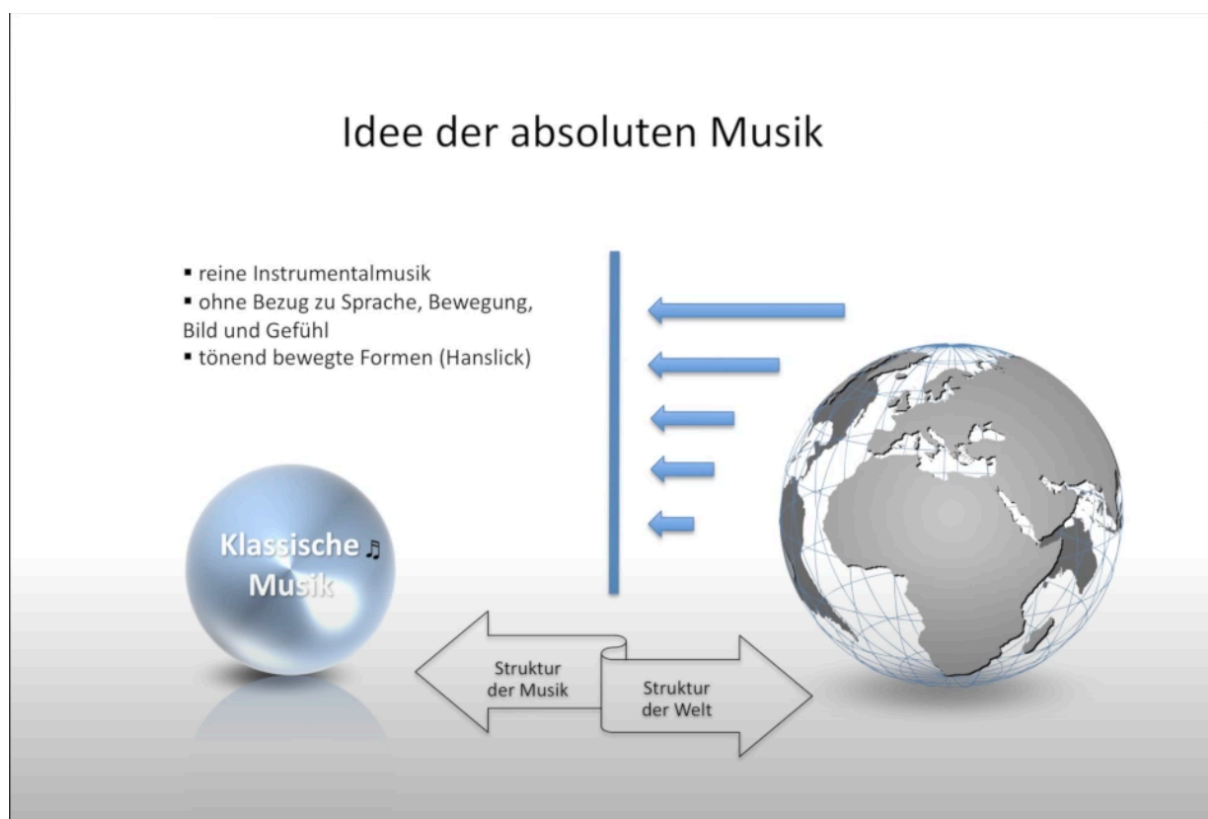 Idee der absoluten Musik
▪ reine Instrumentalmusik
▪ ohne Bezug zu Sprache, Bewegung,
Bild und Gefühl
▪ tönend bewegte Formen (Hanslick)
Klassische
Musik
Struktur
der Musik
Struktur
der Welt